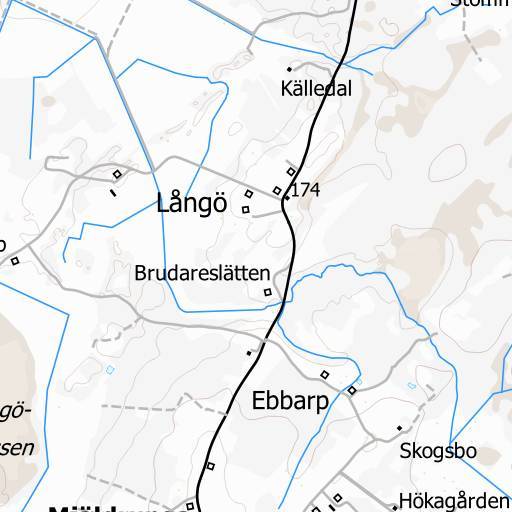 Källedal
174
Långö
Brudareslätten
Ebbarp
Skogsbo
Hökagården